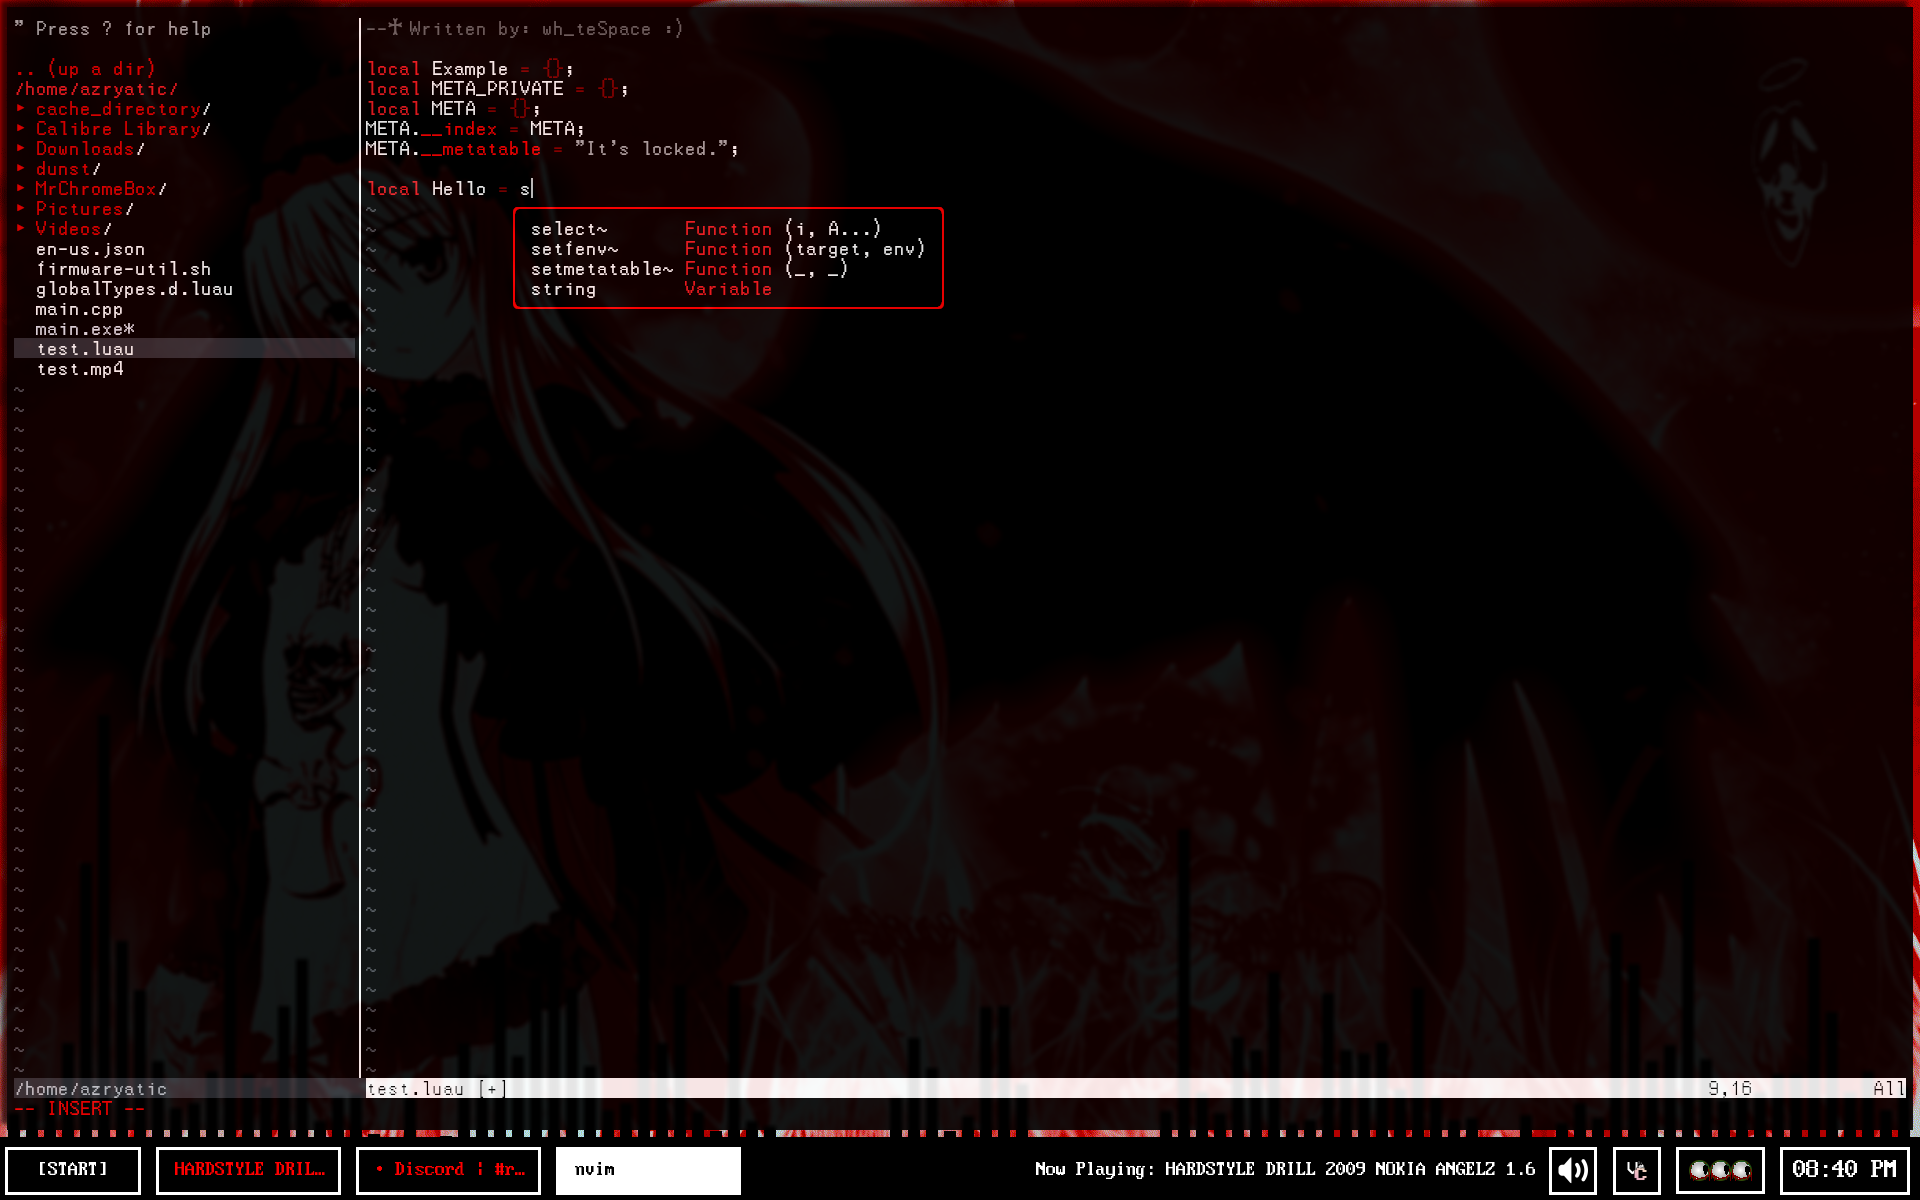 " Press ? for help
.. (up a dir)
/home/azryatic/
▸ cache_directory/
▸ Calibre Library/
▸ Downloads/
▸ dunst/
▸ MrChromeBox/
▸ Pictures/
▸ Videos/
en-us.json
firmware-util.sh
globalTypes.d.luau
main.cpp
main.exe*
test.luau
test.mp4
/home/azryatic
-- INSERT --
--☥ Written by: wh_teSpace :)
local Example = {};
local META_PRIVATE = {};
local META = {};
META.__index = META;
META.__metatable = "It's locked.";
local Hello = s
select~ Function (i, A...)
setfenv~ Function (target, env)
setmetatable~ Function (_, _)
string Variable
test.luau [+] 9,16 All
[START] HARDSTYLE DRIL… • Discord | #r… nvim Now Playing: HARDSTYLE DRILL 2009 NOKIA ANGELZ 1.6 VC 08:40 PM